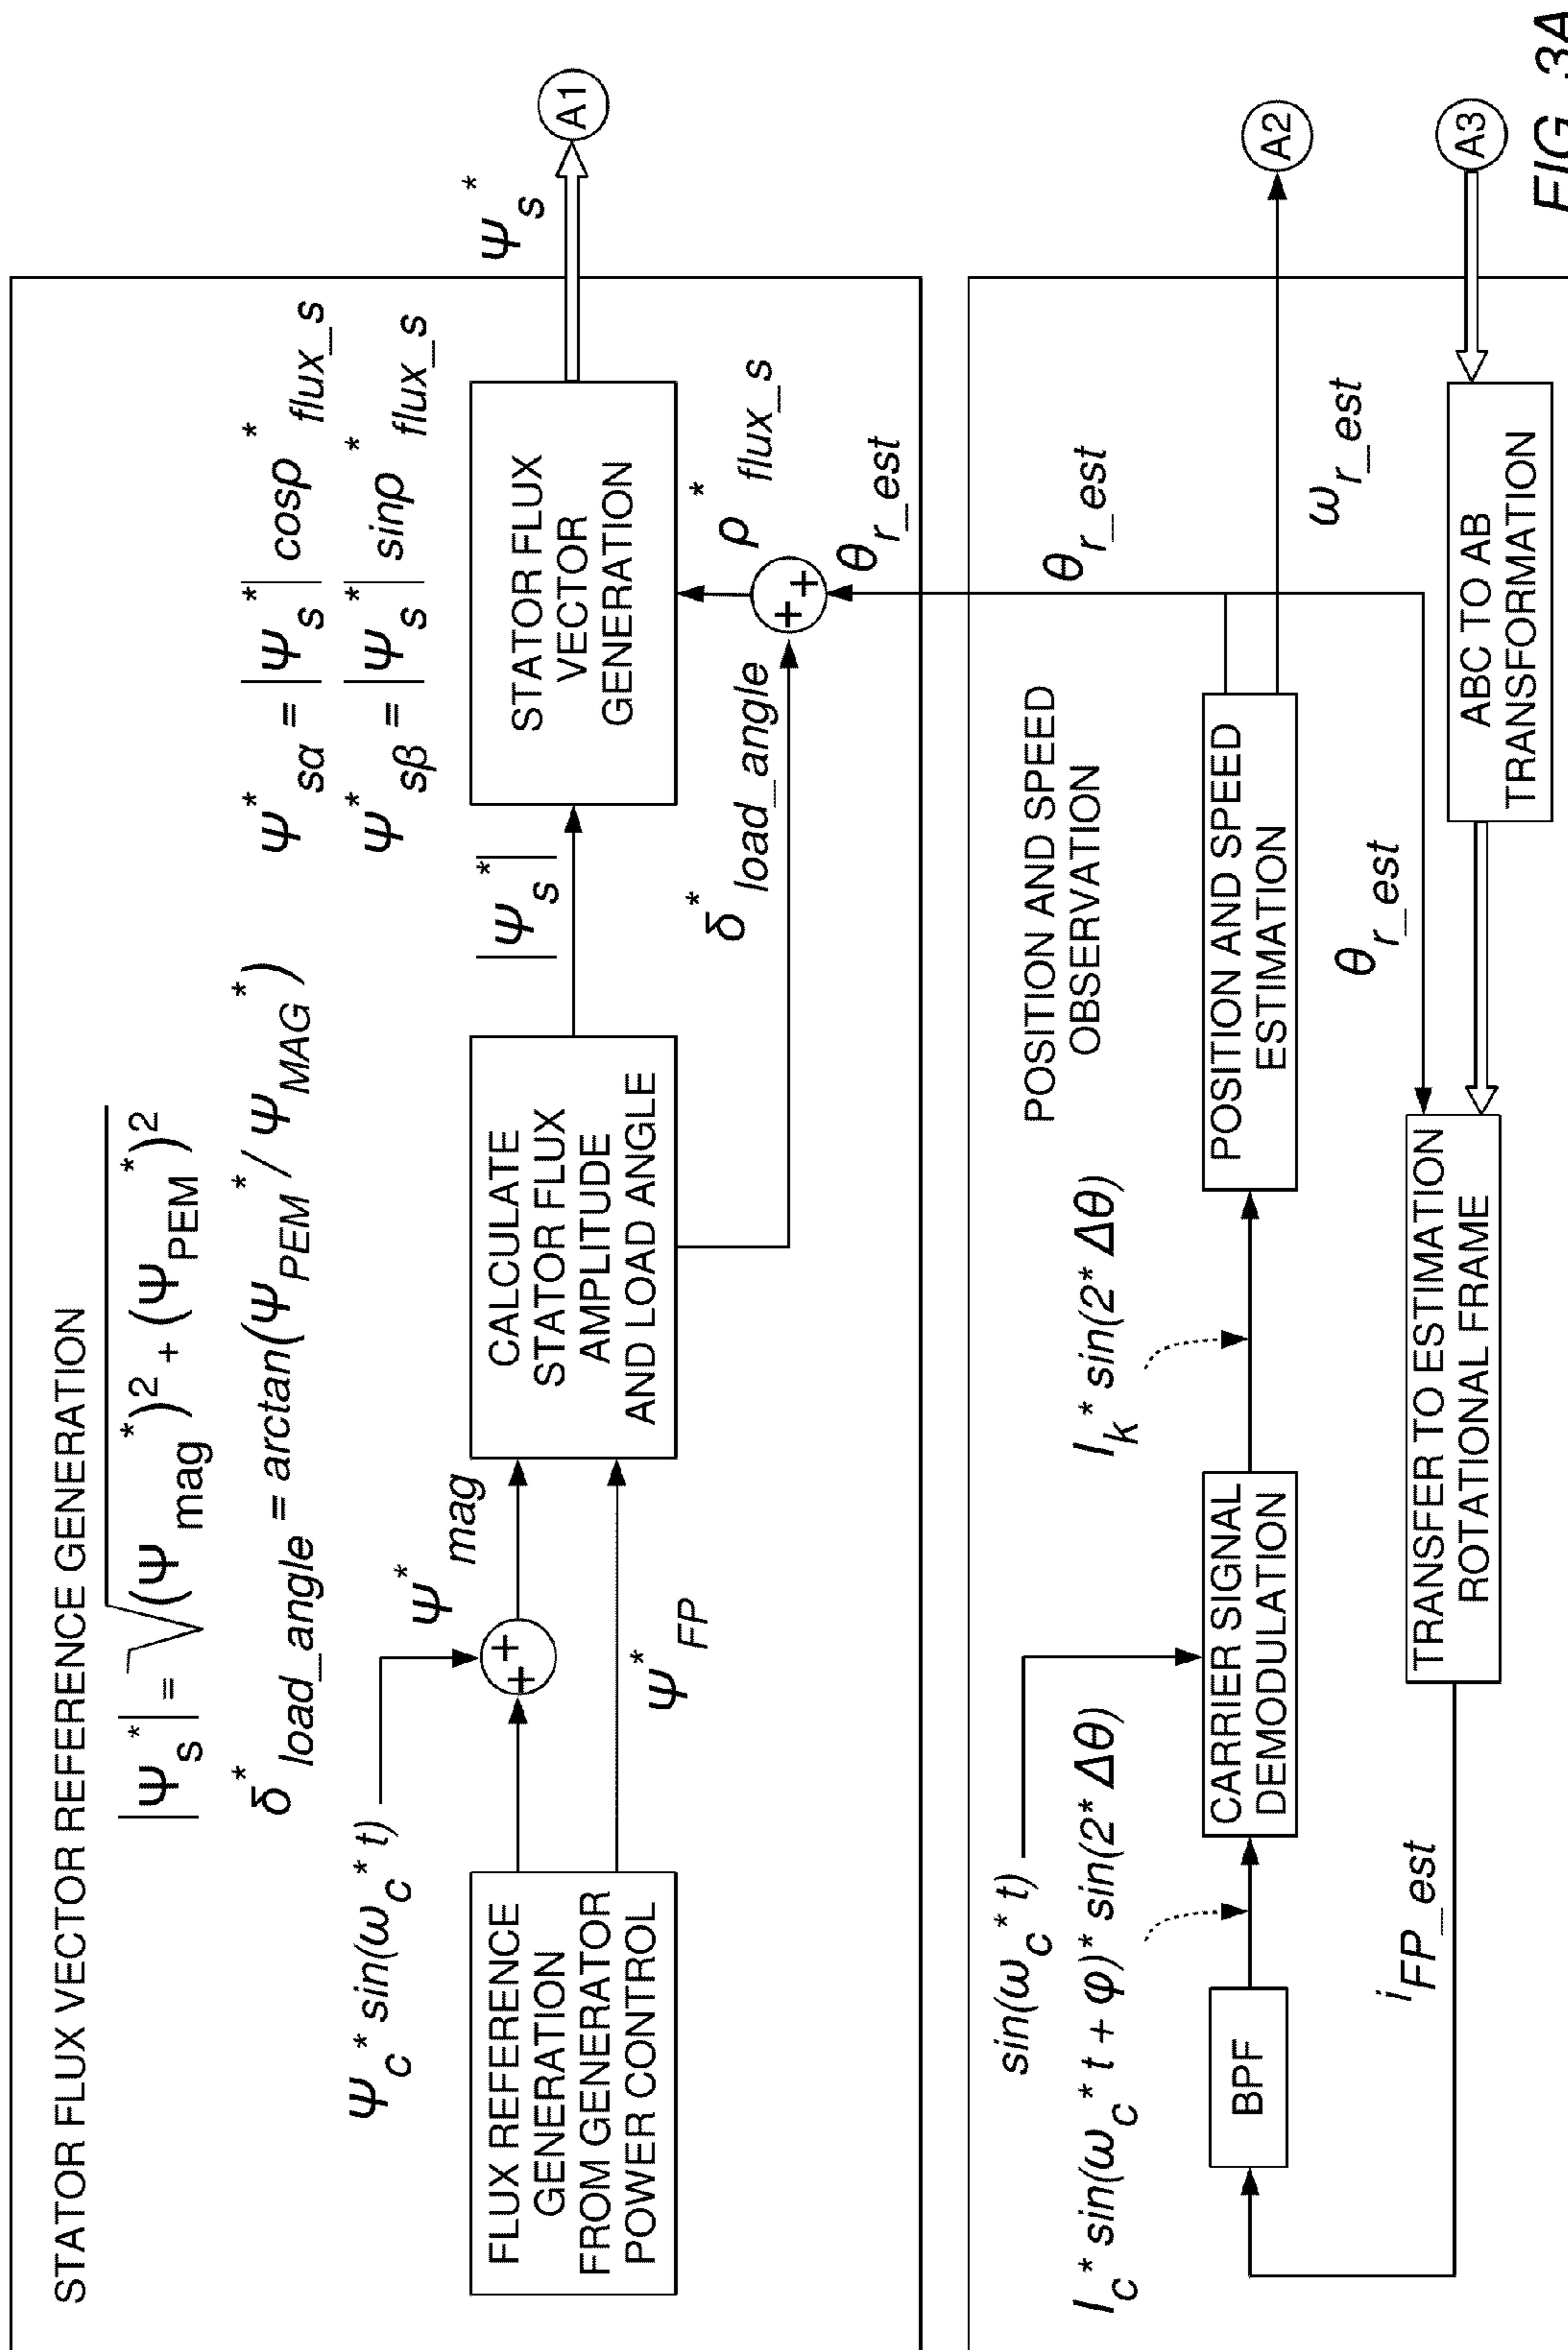 STATOR FLUX VECTOR REFERENCE GENERATION
|Ψs*| = √(Ψmag*)² + (ΨPEM*)²
δ*load_angle = arctan(ΨPEM* / ΨMAG*)
Ψ*sα = |Ψs*| cosρ* flux_s
Ψ*sβ = |Ψs*| sinρ* flux_s
Ψc* sin(ωc* t)
Ψ*mag
|Ψs*|
Ψs*
FLUX REFERENCE
GENERATION
FROM GENERATOR
POWER CONTROL
+
+
CALCULATE
STATOR FLUX
AMPLITUDE
AND LOAD ANGLE
STATOR FLUX
VECTOR
GENERATION
A1
Ψ*FP
δ*load_angle
+
+
ρ* flux_s
θr_est
POSITION AND SPEED
OBSERVATION
θr_est
sin(ωc* t)
Ic* sin(ωc* t + φ)* sin(2* Δθ)
Ik* sin(2* Δθ)
BPF
CARRIER SIGNAL
DEMODULATION
POSITION AND SPEED
ESTIMATION
A2
ωr_est
θr_est
iFP_est
TRANSFER TO ESTIMATION
ROTATIONAL FRAME
ABC TO AB
TRANSFORMATION
A3
FIG. 3A